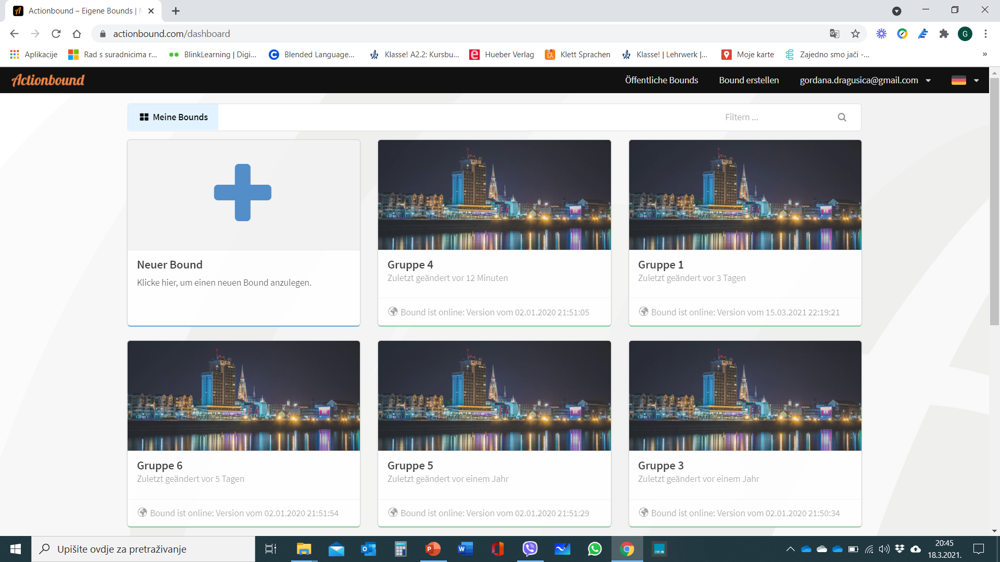 Actionbound – Eigene Bounds |
actionbound.com/dashboard
G
Aplikacije
Rad s suradnicima r...
BlinkLearning | Digi...
Blended Language...
Klasse! A2.2: Kursbu...
Hueber Verlag
Klett Sprachen
Klasse! | Lehrwerk |...
Moje karte
Zajedno smo jači -...
»
Actionbound
Öffentliche Bounds
Bound erstellen
gordana.dragusica@gmail.com
Meine Bounds
Filtern ...
Neuer Bound
Klicke hier, um einen neuen Bound anzulegen.
Gruppe 4
Zuletzt geändert vor 12 Minuten
Bound ist online: Version vom 02.01.2020 21:51:05
Gruppe 1
Zuletzt geändert vor 3 Tagen
Bound ist online: Version vom 15.03.2021 22:19:21
Gruppe 6
Zuletzt geändert vor 5 Tagen
Bound ist online: Version vom 02.01.2020 21:51:54
Gruppe 5
Zuletzt geändert vor einem Jahr
Bound ist online: Version vom 02.01.2020 21:51:29
Gruppe 3
Zuletzt geändert vor einem Jahr
Bound ist online: Version vom 02.01.2020 21:50:34
Upišite ovdje za pretraživanje
20:45
18.3.2021.